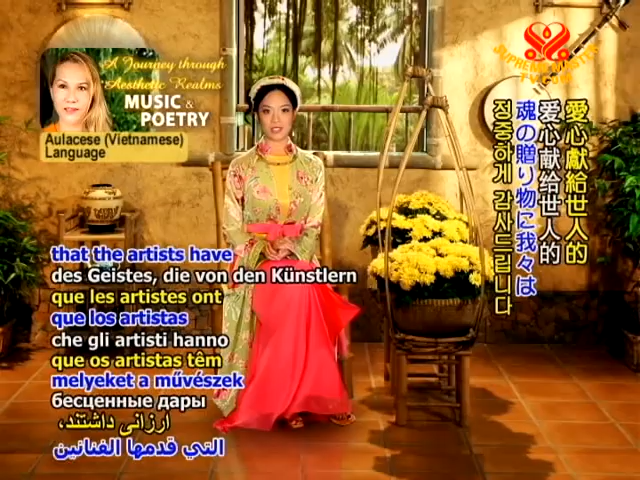 A Journey through
Aesthetic Realms
MUSIC &
POETRY
Aulacese (Vietnamese)
Language
SUPREME MASTER
TV.COM
愛心獻給世人的
爱心献给世人的
魂の贈り物に我々は
정중하게 감사드립니다
that the artists have
des Geistes, die von den Künstlern
que les artistes ont
que los artistas
che gli artisti hanno
que os artistas têm
melyeket a művészek
бесценные дары
ارزانی داشتند،
التي قدمها الفنانين